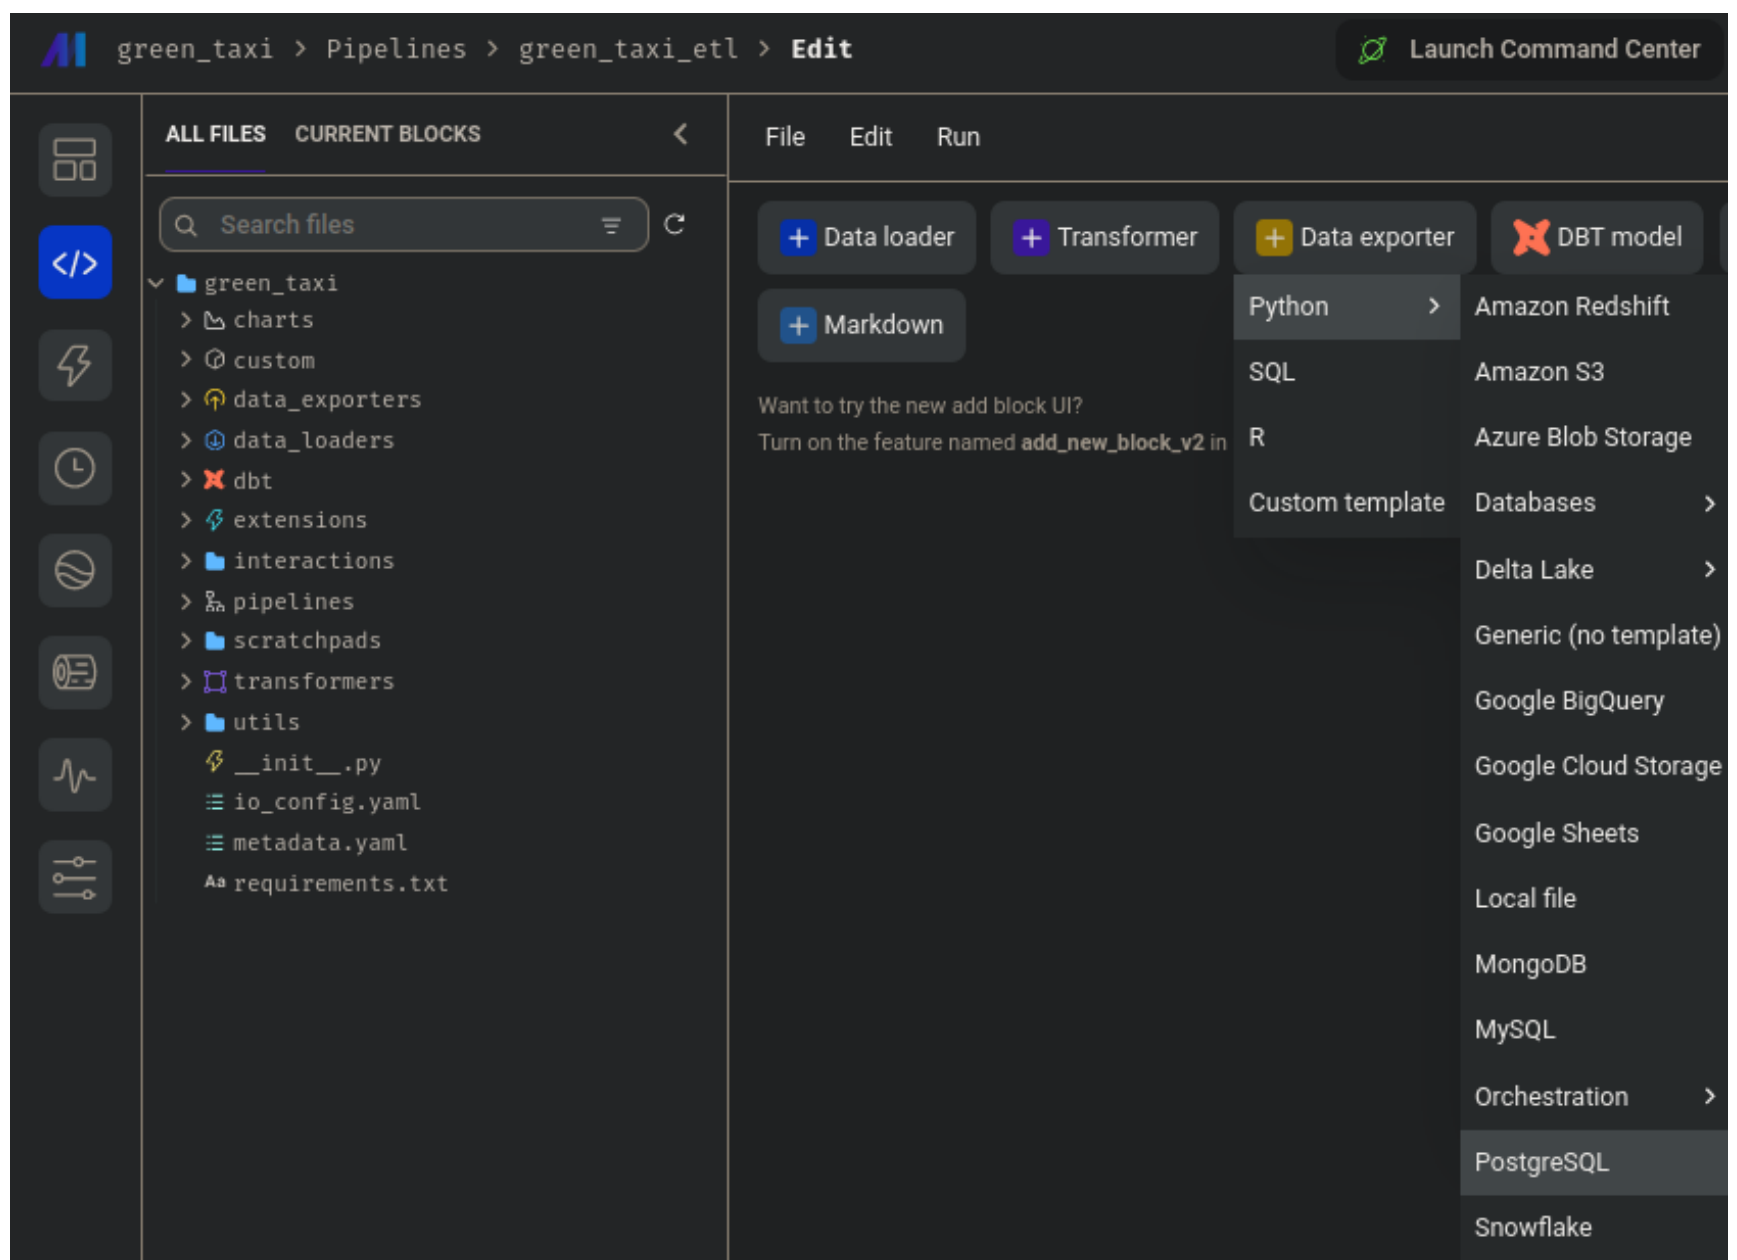 green_taxi > Pipelines > green_taxi_etl > Edit
Launch Command Center
ALL FILES CURRENT BLOCKS
File Edit Run
Search files
green_taxi
charts
custom
data_exporters
data_loaders
dbt
extensions
interactions
pipelines
scratchpads
transformers
utils
__init__.py
io_config.yaml
metadata.yaml
Aa requirements.txt
+ Data loader + Transformer + Data exporter DBT model
+ Markdown
Want to try the new add block UI?
Turn on the feature named add_new_block_v2 in
Python >
SQL
R
Custom template
Amazon Redshift
Amazon S3
Azure Blob Storage
Databases >
Delta Lake >
Generic (no template)
Google BigQuery
Google Cloud Storage
Google Sheets
Local file
MongoDB
MySQL
Orchestration >
PostgreSQL
Snowflake